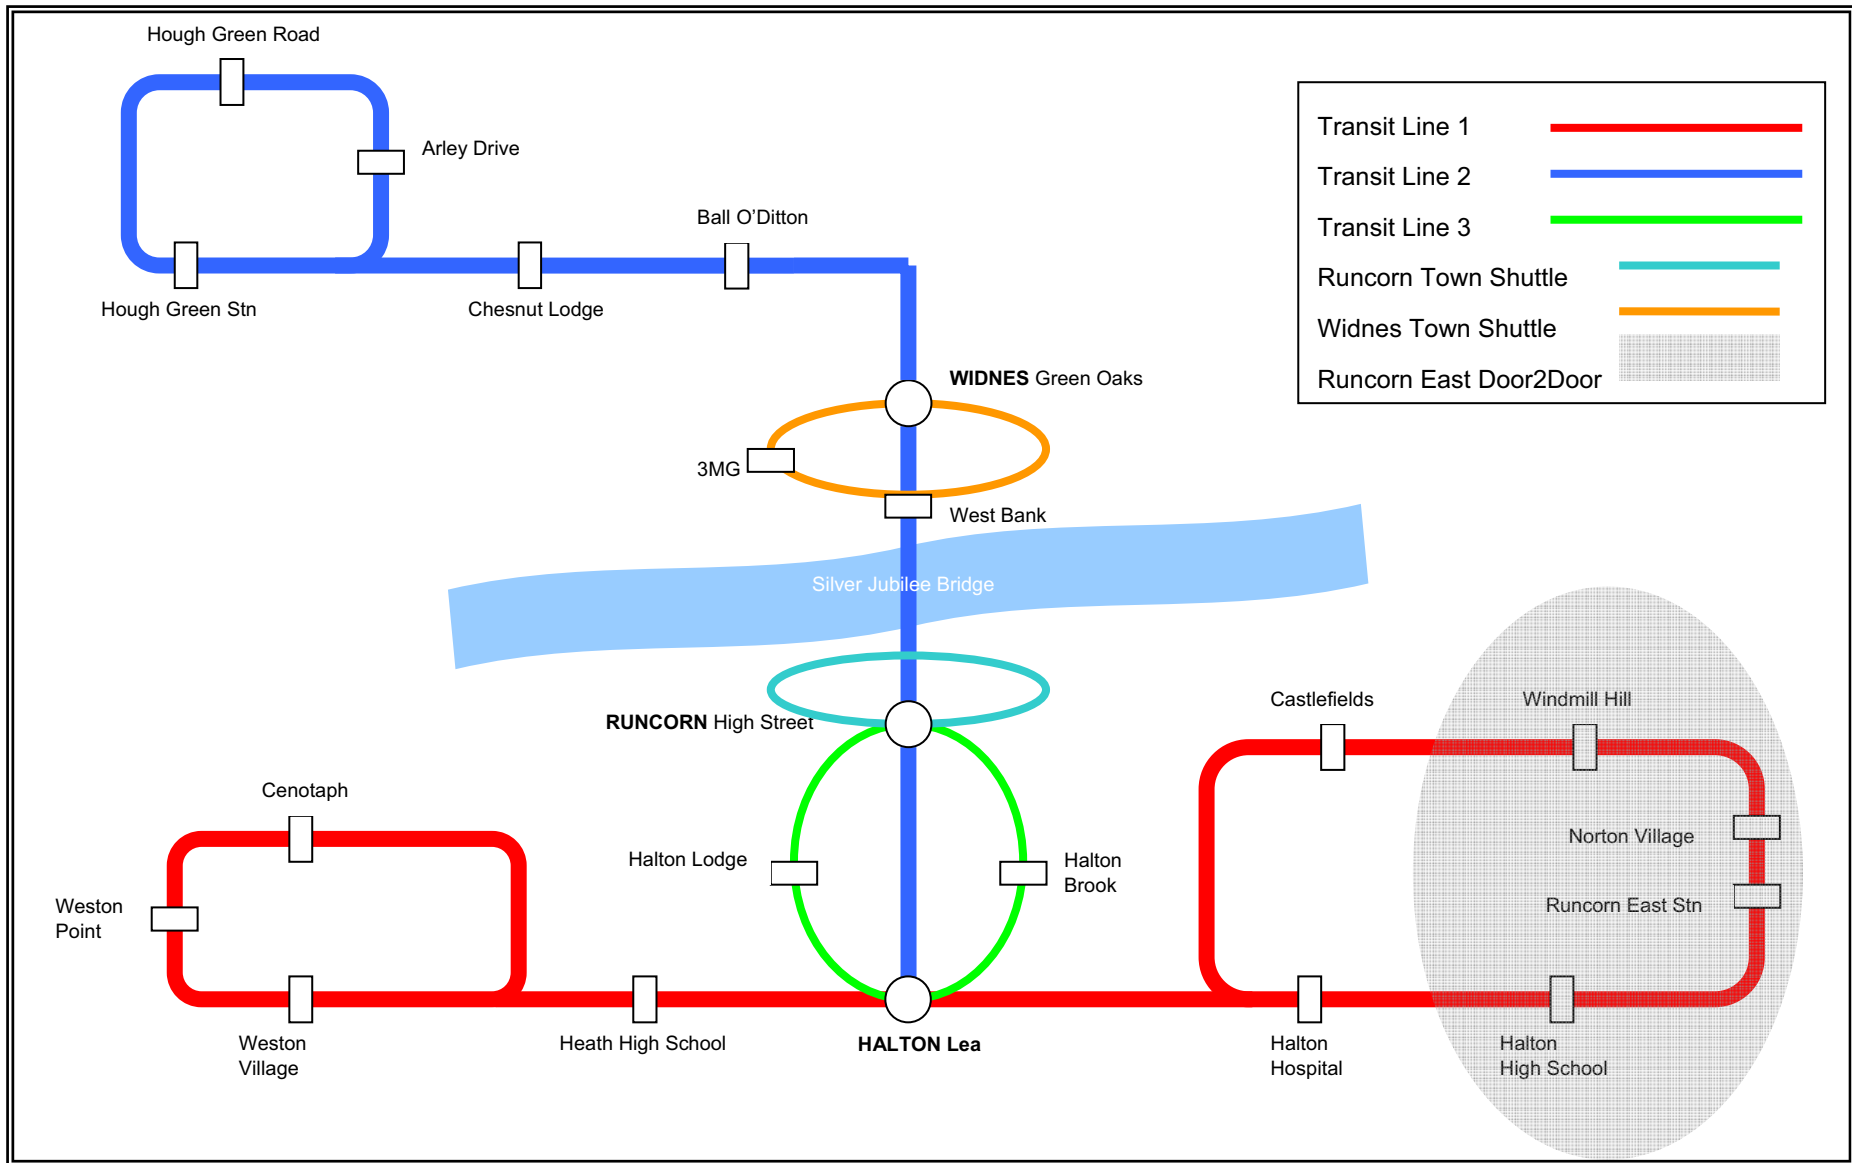 Hough Green Road
Arley Drive
Ball O'Ditton
Hough Green Stn
Chesnut Lodge
Transit Line 1
Transit Line 2
Transit Line 3
Runcorn Town Shuttle
Widnes Town Shuttle
Runcorn East Door2Door
WIDNES Green Oaks
3MG
West Bank
Silver Jubilee Bridge
RUNCORN High Street
Castlefields
Windmill Hill
Cenotaph
Norton Village
Halton Lodge
Halton
Brook
Weston
Point
Runcorn East Stn
Weston
Village
Heath High School
HALTON Lea
Halton
Hospital
Halton
High School